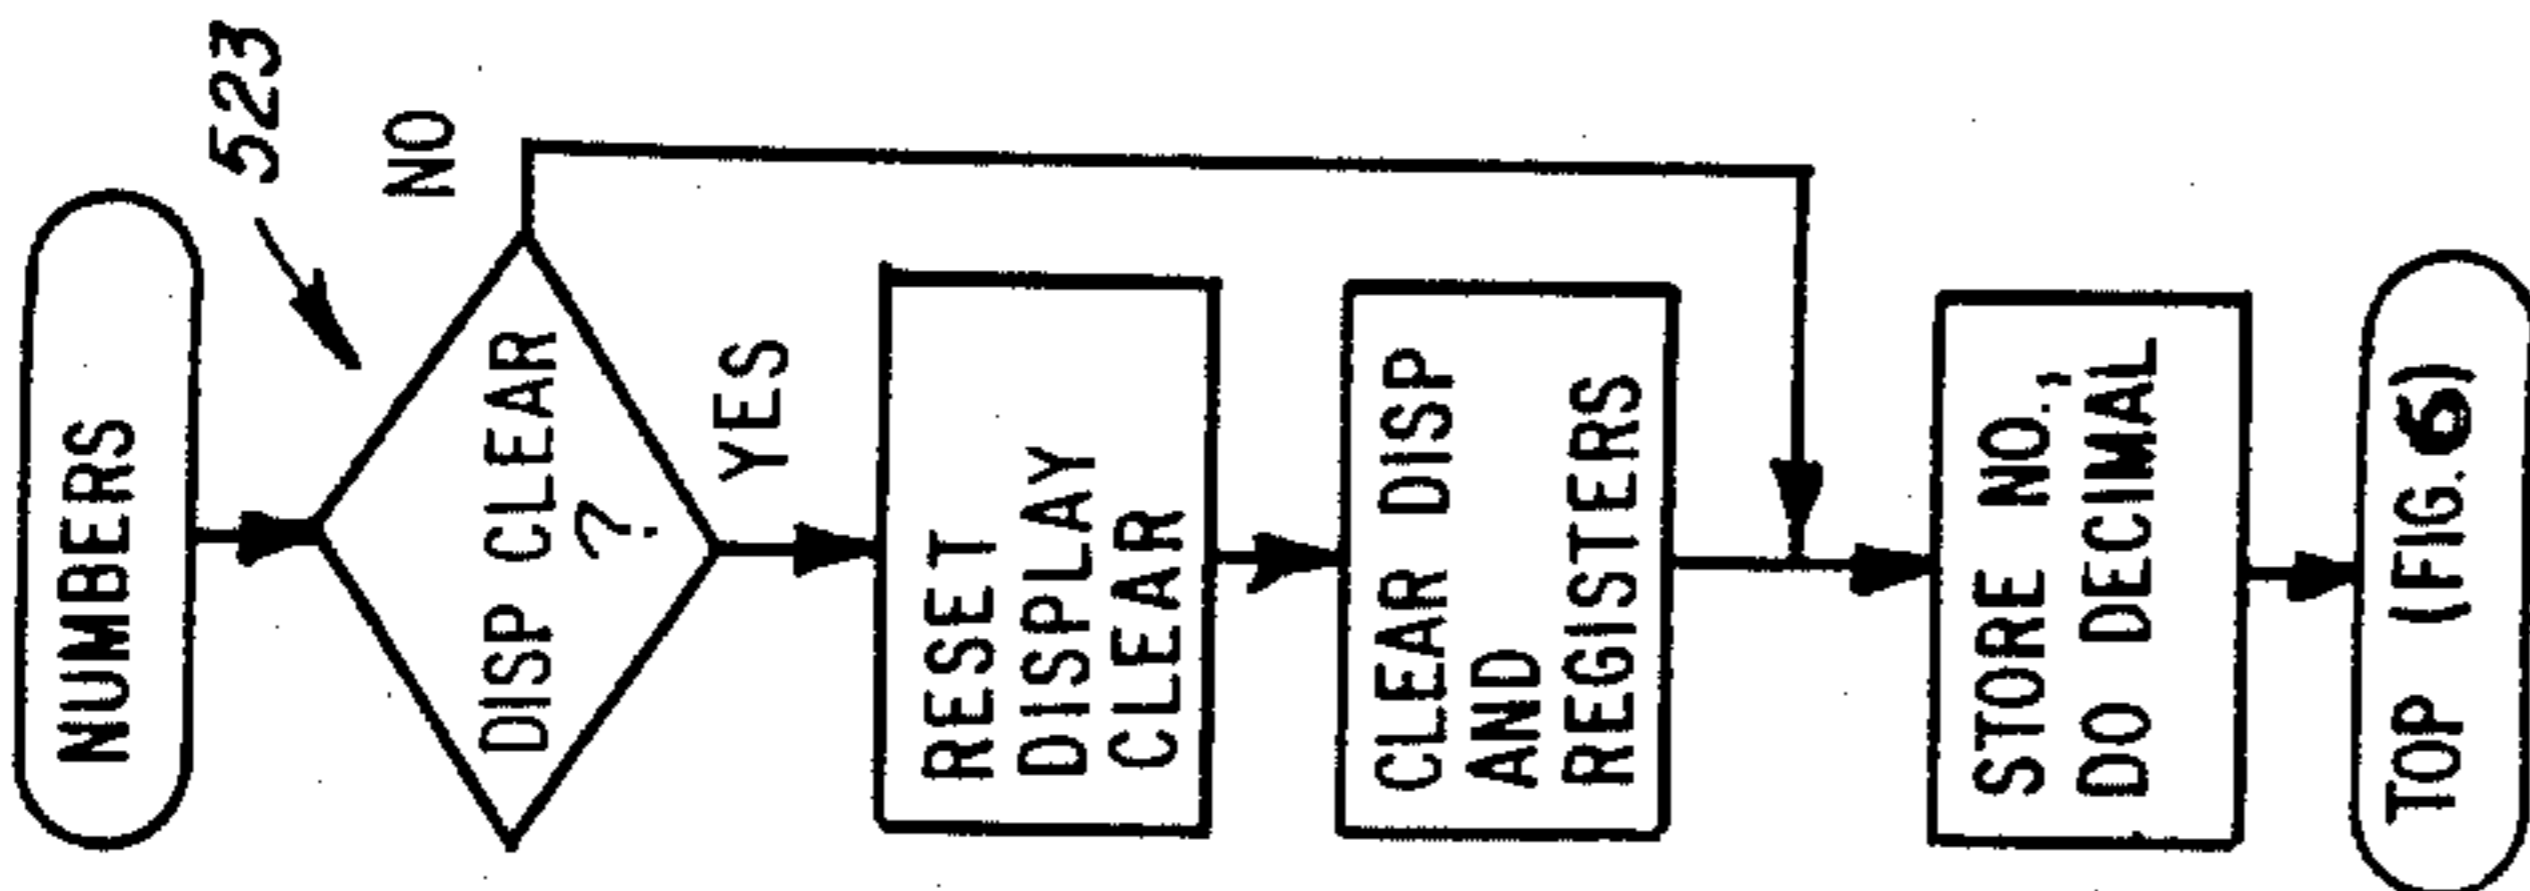 NUMBERS
523
DISP CLEAR
?
NO
YES
RESET
DISPLAY
CLEAR
CLEAR DISP
AND
REGISTERS
STORE NO.,
DO DECIMAL
TOP (FIG. 6)